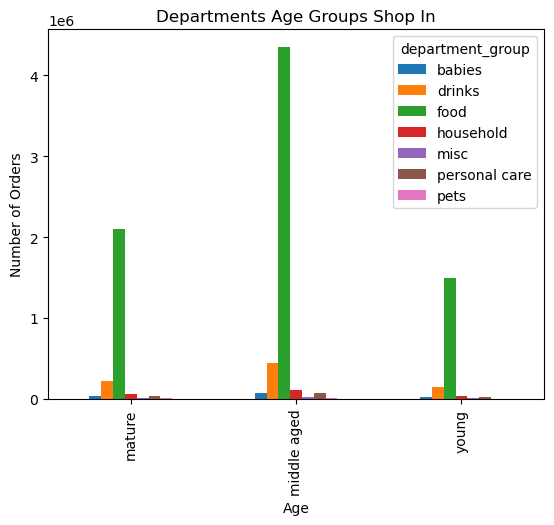 Departments Age Groups Shop In
1e6
department_group
babies
drinks
food
household
misc
personal care
pets
4
3
2
1
0
Number of Orders
mature
middle aged
young
Age